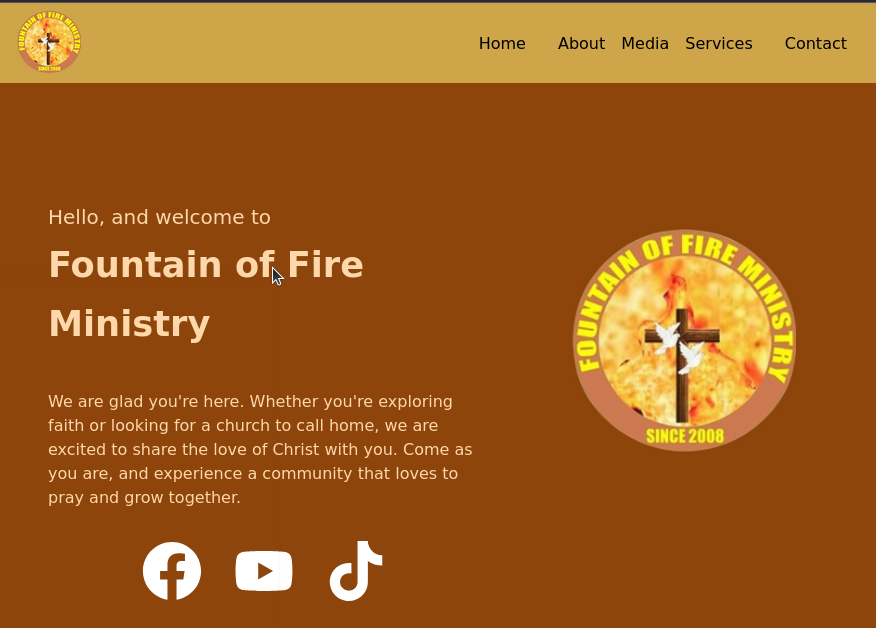 FOUNTAIN OF FIRE MINISTRY
SINCE 2008
Home About Media Services Contact
Hello, and welcome to
Fountain of Fire
Ministry
We are glad you're here. Whether you're exploring
faith or looking for a church to call home, we are
excited to share the love of Christ with you. Come as
you are, and experience a community that loves to
pray and grow together.
FOUNTAIN OF FIRE MINISTRY
SINCE 2008